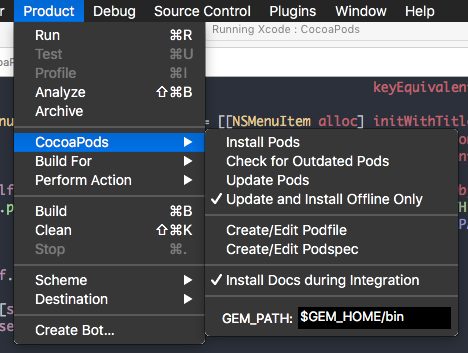 r Product Debug Source Control Plugins Window Help
Running Xcode : CocoaPods
Run ⌘R
Test ⌘U
Profile ⌘I
Analyze ⇧⌘B
Archive
keyEquivalen
= [[NSMenuItem alloc] initWithTitl
CocoaPods ▶
Build For ▶
Perform Action ▶
Build ⌘B
Clean ⇧⌘K
Stop ⌘.
Scheme ▶
Destination ▶
Create Bot...
Install Pods
Check for Outdated Pods
Update Pods
✓ Update and Install Offline Only
Create/Edit Podfile
Create/Edit Podspec
✓ Install Docs during Integration
GEM_PATH: $GEM_HOME/bin